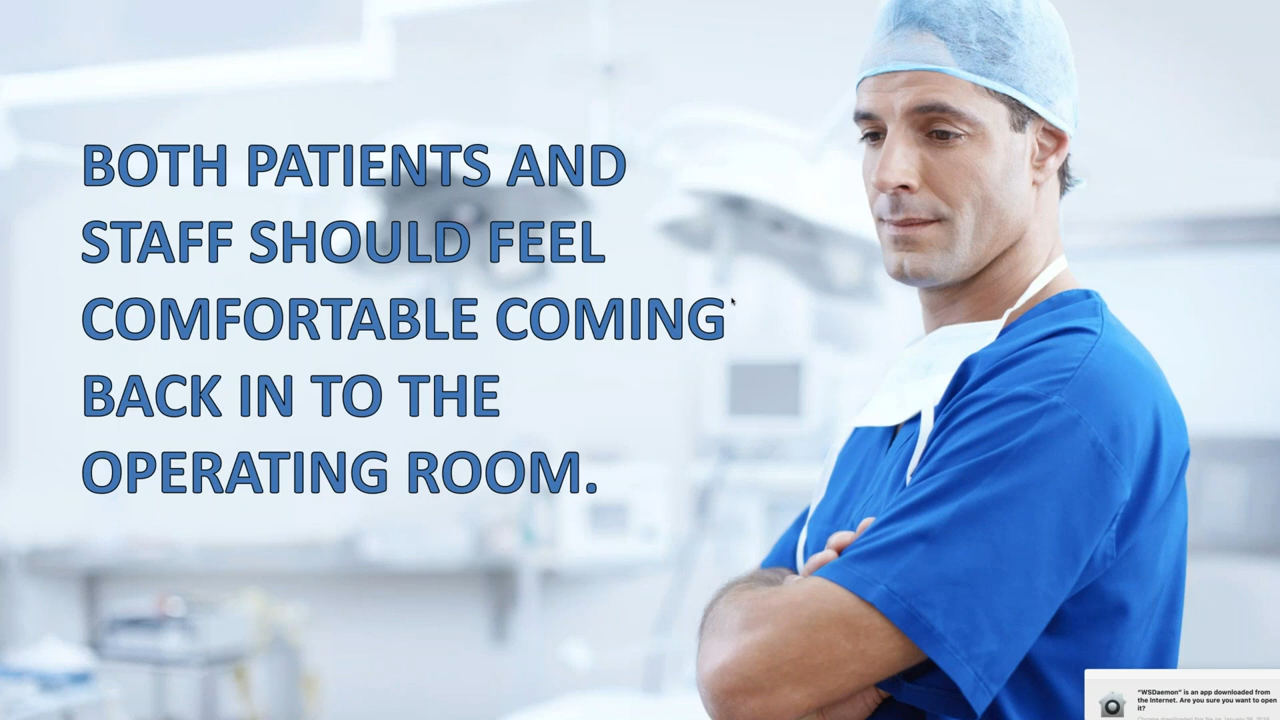 BOTH PATIENTS AND
STAFF SHOULD FEEL
COMFORTABLE COMING
BACK IN TO THE
OPERATING ROOM.
“WSDaemon” is an app downloaded from
the Internet. Are you sure you want to open
it?